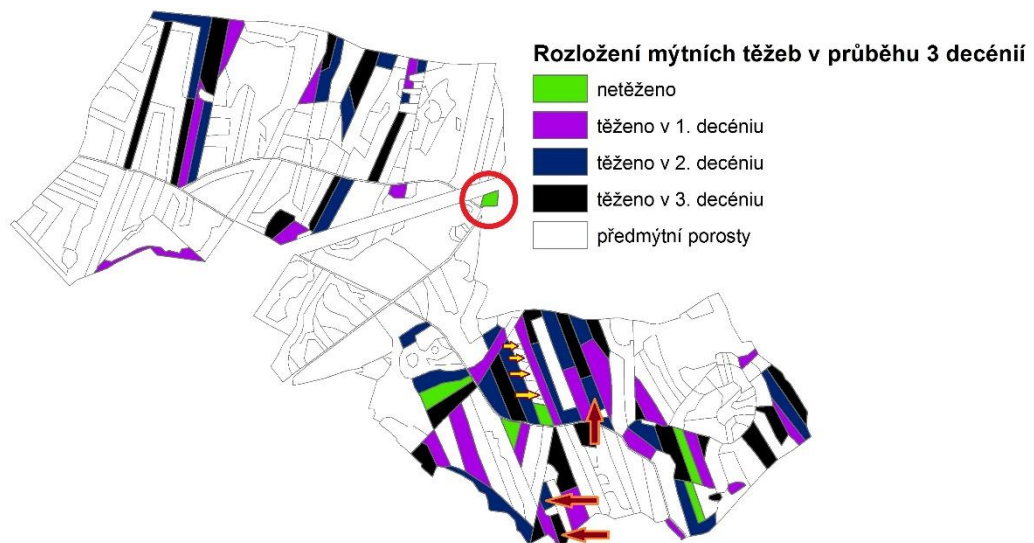 Rozložení mýtních těžeb v průběhu 3 decénií
netěženo
těženo v 1. decéniu
těženo v 2. decéniu
těženo v 3. decéniu
předmýtní porosty